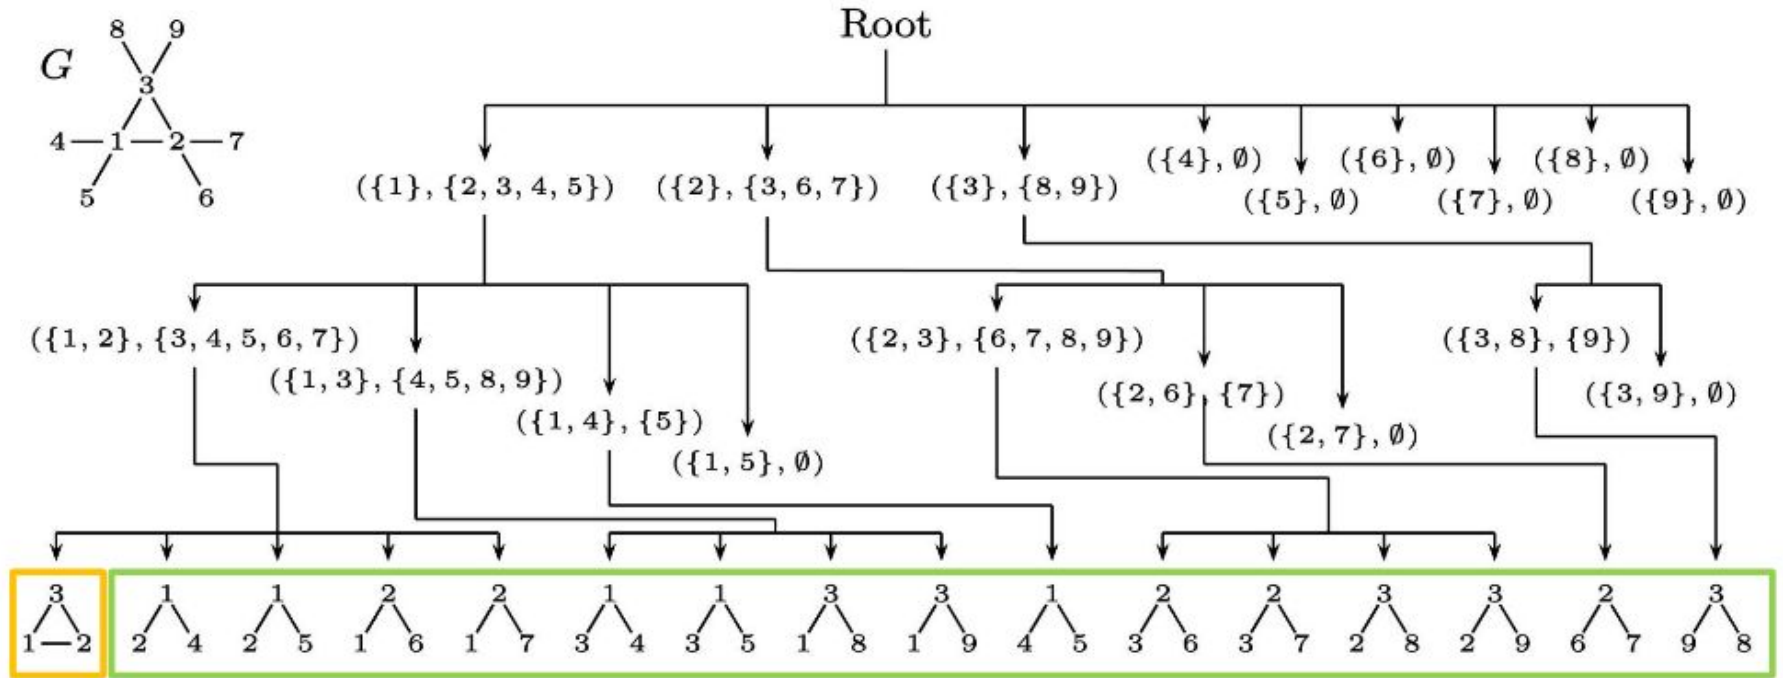 Root
G
8 9
3
4 1 2 7
5 6
({1}, {2, 3, 4, 5}) ({2}, {3, 6, 7}) ({3}, {8, 9}) ({4}, ∅) ({5}, ∅) ({6}, ∅) ({7}, ∅) ({8}, ∅) ({9}, ∅)
({1, 2}, {3, 4, 5, 6, 7}) ({1, 3}, {4, 5, 8, 9}) ({1, 4}, {5}) ({1, 5}, ∅) ({2, 3}, {6, 7, 8, 9}) ({2, 6}, {7}) ({2, 7}, ∅) ({3, 8}, {9}) ({3, 9}, ∅)
3 1 1 2 2 1 1 3 3 1 2 2 3 3 2 3
1 2 2 4 2 5 1 6 1 7 3 4 3 5 1 8 1 9 4 5 3 6 3 7 2 8 2 9 6 7 9 8